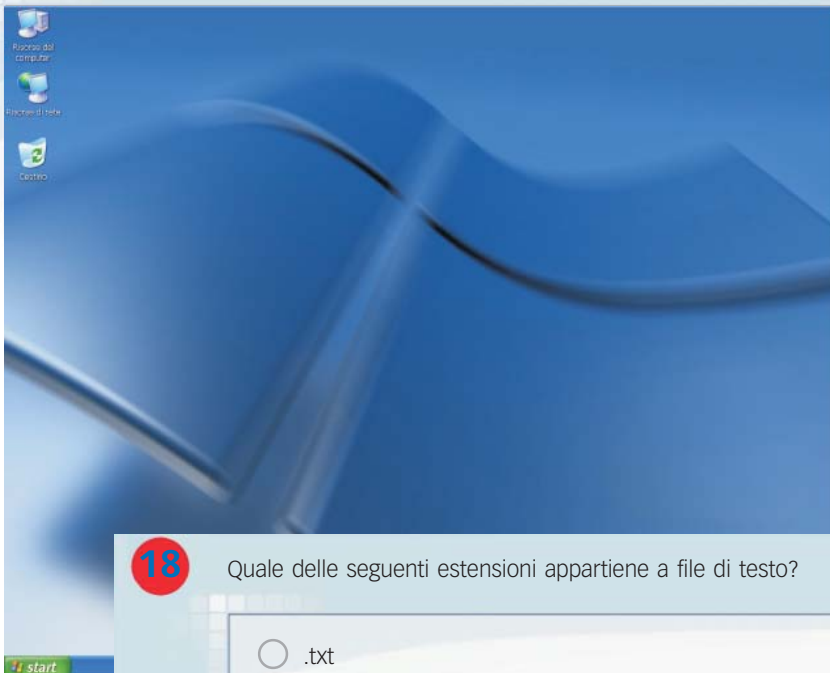 Risorse del
computer
Risorse di rete
Cestino
18
Quale delle seguenti estensioni appartiene a file di testo?
.txt
start